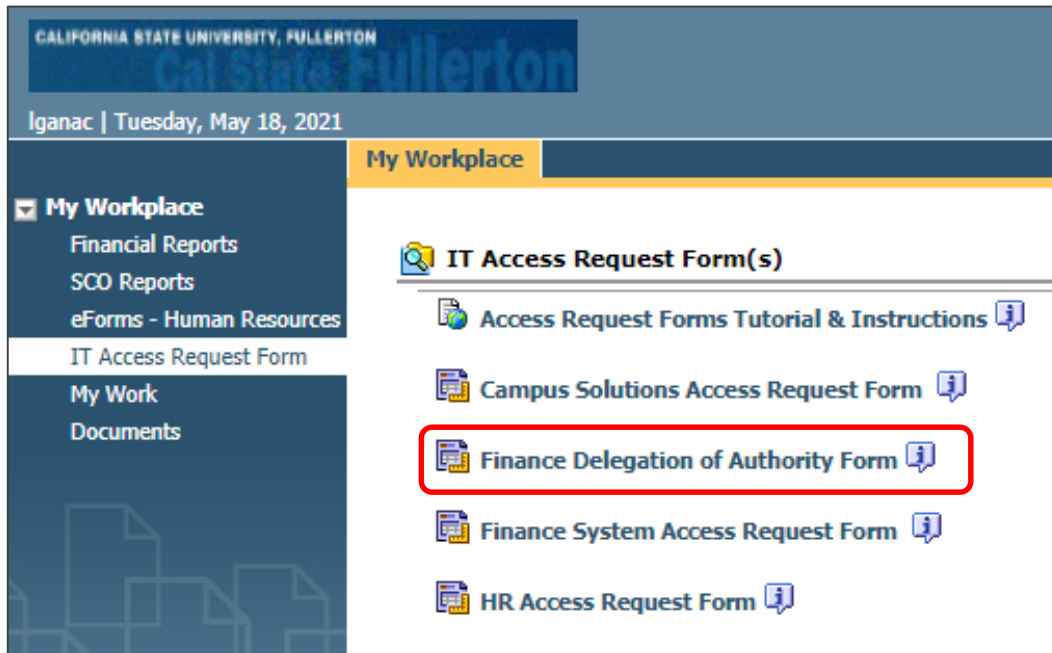 CALIFORNIA STATE UNIVERSITY, FULLERTON
Cal State Fullerton
lganac | Tuesday, May 18, 2021
My Workplace
My Workplace
Financial Reports
SCO Reports
eForms - Human Resources
IT Access Request Form
My Work
Documents
IT Access Request Form(s)
Access Request Forms Tutorial & Instructions
Campus Solutions Access Request Form
Finance Delegation of Authority Form
Finance System Access Request Form
HR Access Request Form